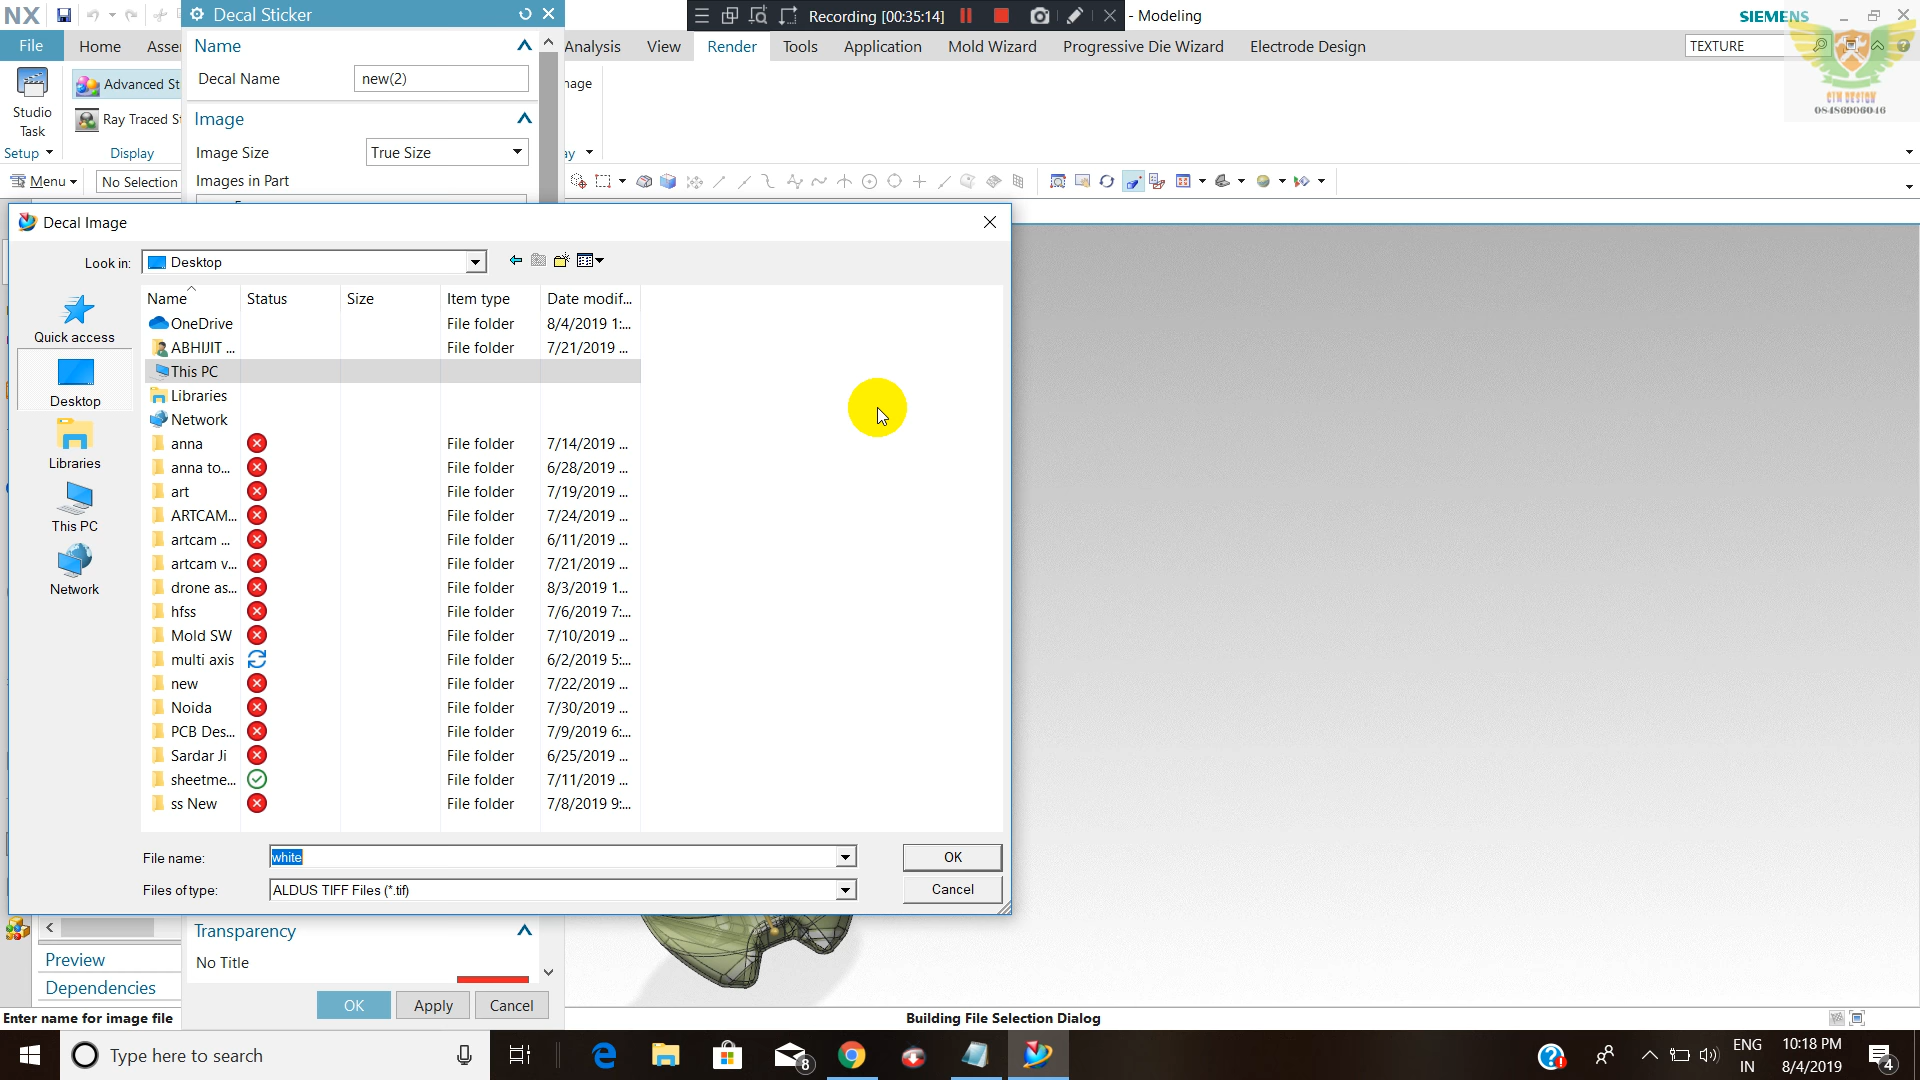 NX
Decal Sticker
Recording [00:35:14]
- Modeling
SIEMENS
File
Home
Analysis
View
Render
Tools
Application
Mold Wizard
Progressive Die Wizard
Electrode Design
TEXTURE
Name
Decal Name
new(2)
Advanced St
Studio
Task
Ray Traced S
Image
Image Size
True Size
Setup
Display
Images in Part
Menu
No Selection
CIM DESIGN
08486906046
Decal Image
Look in:
Desktop
Name
Status
Size
Item type
Date modif...
OneDrive
File folder
8/4/2019 1:...
ABHIJIT ...
File folder
7/21/2019 ...
This PC
Libraries
Network
anna
File folder
7/14/2019 ...
anna to...
File folder
6/28/2019 ...
art
File folder
7/19/2019 ...
ARTCAM...
File folder
7/24/2019 ...
artcam ...
File folder
6/11/2019 ...
artcam v...
File folder
7/21/2019 ...
drone as...
File folder
8/3/2019 1...
hfss
File folder
7/6/2019 7:...
Mold SW
File folder
7/10/2019 ...
multi axis
File folder
6/2/2019 5:...
new
File folder
7/22/2019 ...
Noida
File folder
7/30/2019 ...
PCB Des...
File folder
7/9/2019 6:...
Sardar Ji
File folder
6/25/2019 ...
sheetme...
File folder
7/11/2019 ...
ss New
File folder
7/8/2019 9:...
Quick access
Desktop
Libraries
This PC
Network
File name:
white
OK
Files of type:
ALDUS TIFF Files (*.tif)
Cancel
Transparency
No Title
Preview
Dependencies
OK
Apply
Cancel
Enter name for image file
Building File Selection Dialog
Type here to search
8
ENG
IN
10:18 PM
8/4/2019
4